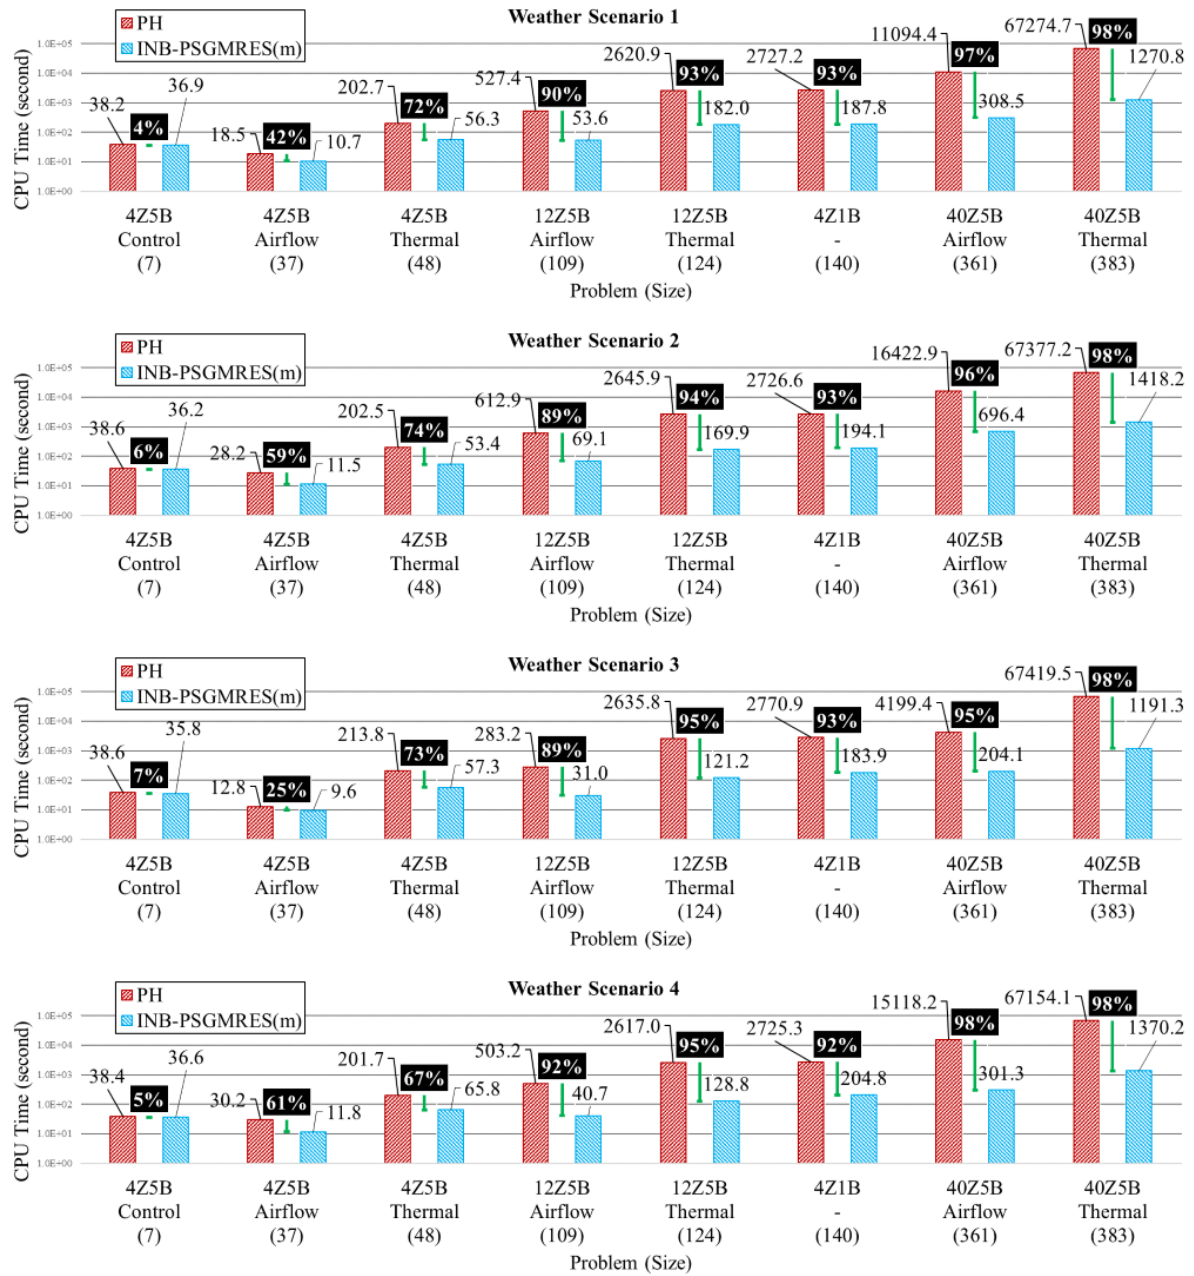 Weather Scenario 1
PH
INB-PSGMRES(m)
CPU Time (second)
1.0E+05
1.0E+04
1.0E+03
1.0E+02
1.0E+01
1.0E+00
38.2 4% 36.9
18.5 42% 10.7
202.7 72% 56.3
527.4 90% 53.6
2620.9 93% 182.0
2727.2 93% 187.8
11094.4 97% 308.5
67274.7 98% 1270.8
4Z5B 4Z5B 4Z5B 12Z5B 12Z5B 4Z1B 40Z5B 40Z5B
Control Airflow Thermal Airflow Thermal - Airflow Thermal
(7) (37) (48) (109) (124) (140) (361) (383)
Problem (Size)
Weather Scenario 2
PH
INB-PSGMRES(m)
CPU Time (second)
1.0E+05
1.0E+04
1.0E+03
1.0E+02
1.0E+01
1.0E+00
38.6 6% 36.2
28.2 59% 11.5
202.5 74% 53.4
612.9 89% 69.1
2645.9 94% 169.9
2726.6 93% 194.1
16422.9 96% 696.4
67377.2 98% 1418.2
4Z5B 4Z5B 4Z5B 12Z5B 12Z5B 4Z1B 40Z5B 40Z5B
Control Airflow Thermal Airflow Thermal - Airflow Thermal
(7) (37) (48) (109) (124) (140) (361) (383)
Problem (Size)
Weather Scenario 3
PH
INB-PSGMRES(m)
CPU Time (second)
1.0E+05
1.0E+04
1.0E+03
1.0E+02
1.0E+01
1.0E+00
38.6 7% 35.8
12.8 25% 9.6
213.8 73% 57.3
283.2 89% 31.0
2635.8 95% 121.2
2770.9 93% 183.9
4199.4 95% 204.1
67419.5 98% 1191.3
4Z5B 4Z5B 4Z5B 12Z5B 12Z5B 4Z1B 40Z5B 40Z5B
Control Airflow Thermal Airflow Thermal - Airflow Thermal
(7) (37) (48) (109) (124) (140) (361) (383)
Problem (Size)
Weather Scenario 4
PH
INB-PSGMRES(m)
CPU Time (second)
1.0E+05
1.0E+04
1.0E+03
1.0E+02
1.0E+01
1.0E+00
38.4 5% 36.6
30.2 61% 11.8
201.7 67% 65.8
503.2 92% 40.7
2617.0 95% 128.8
2725.3 92% 204.8
15118.2 98% 301.3
67154.1 98% 1370.2
4Z5B 4Z5B 4Z5B 12Z5B 12Z5B 4Z1B 40Z5B 40Z5B
Control Airflow Thermal Airflow Thermal - Airflow Thermal
(7) (37) (48) (109) (124) (140) (361) (383)
Problem (Size)